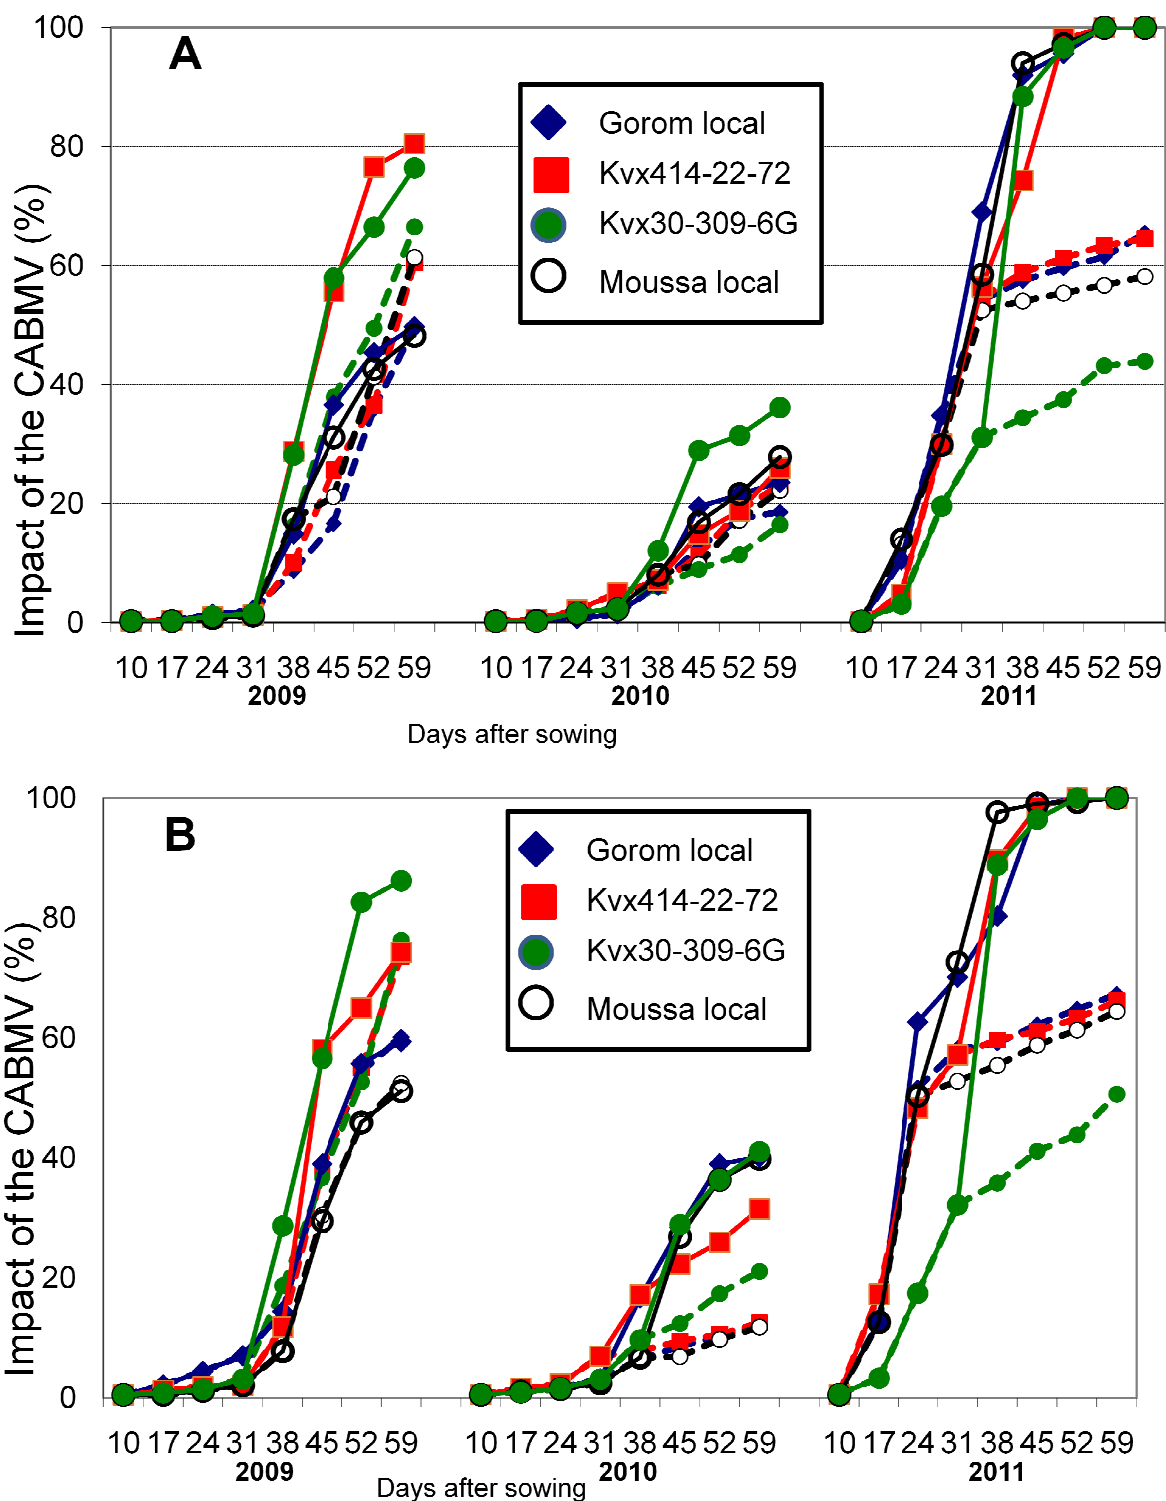 A
100
80
60
40
20
0
Impact of the CABMV (%)
Gorom local
Kvx414-22-72
Kvx30-309-6G
Moussa local
10 17 24 31 38 45 52 59 10 17 24 31 38 45 52 59 10 17 24 31 38 45 52 59
2009 2010 2011
Days after sowing
B
100
80
60
40
20
0
Impact of the CABMV (%)
Gorom local
Kvx414-22-72
Kvx30-309-6G
Moussa local
10 17 24 31 38 45 52 59 10 17 24 31 38 45 52 59 10 17 24 31 38 45 52 59
2009 2010 2011
Days after sowing